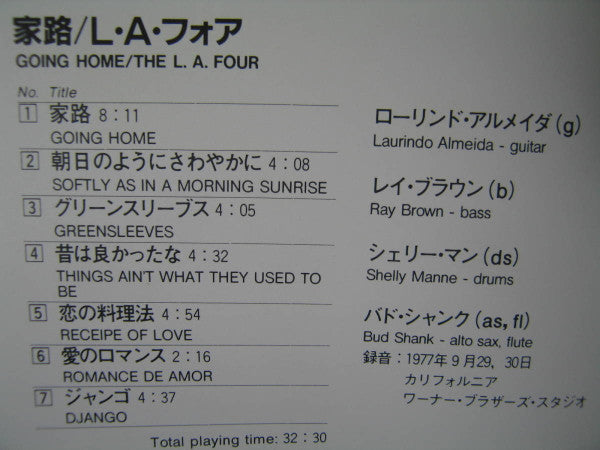 家路/L・A・フォア
GOING HOME/THE L. A. FOUR
No. Title
1 家路 8：11
GOING HOME
2 朝日のようにさわやかに 4：08
SOFTLY AS IN A MORNING SUNRISE
3 グリーンスリーブス 4：05
GREENSLEEVES
4 昔は良かったな 4：32
THINGS AIN'T WHAT THEY USED TO
BE
5 恋の料理法 4：54
RECEIPE OF LOVE
6 愛のロマンス 2：16
ROMANCE DE AMOR
7 ジャンゴ 4：37
DJANGO
Total playing time: 32：30
ローリンド・アルメイダ(g)
Laurindo Almeida - guitar
レイ・ブラウン(b)
Ray Brown - bass
シェリー・マン(ds)
Shelly Manne - drums
バド・シャンク(as, fl)
Bud Shank - alto sax, flute
録音：1977年9月29，30日
カリフォルニア
ワーナー・ブラザーズ・スタジオ